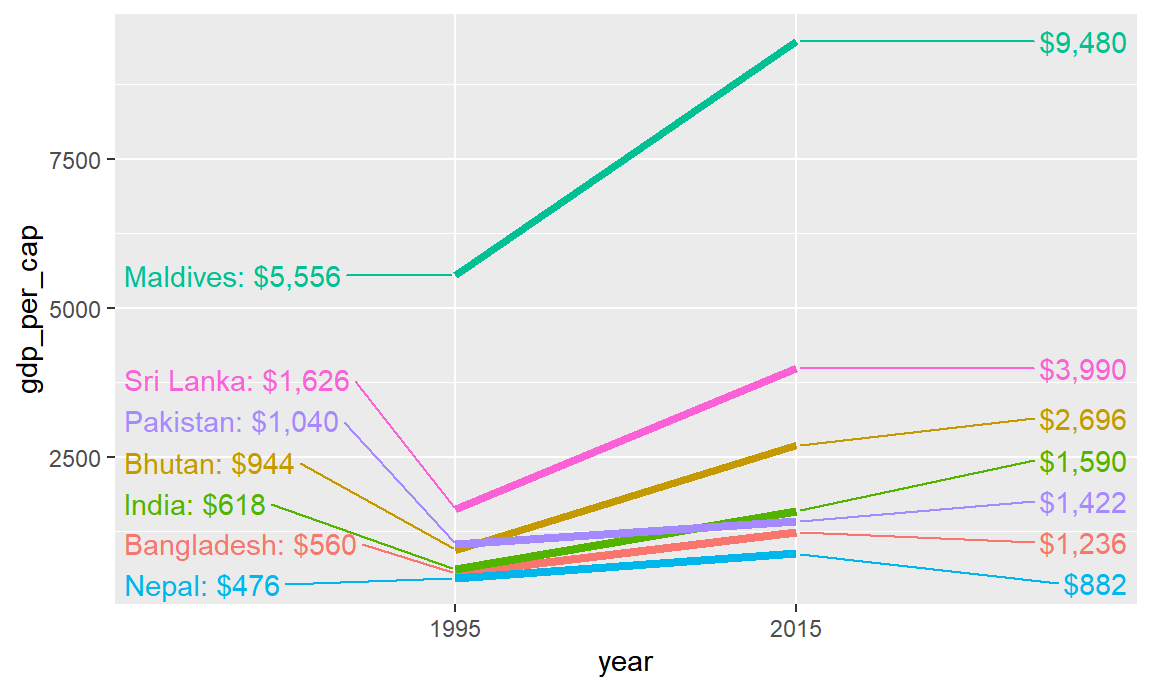 $9,480
7500
Maldives: $5,556
5000
gdp_per_cap
Sri Lanka: $1,626
$3,990
Pakistan: $1,040
$2,696
2500
Bhutan: $944
$1,590
India: $618
$1,422
Bangladesh: $560
$1,236
Nepal: $476
$882
1995
2015
year